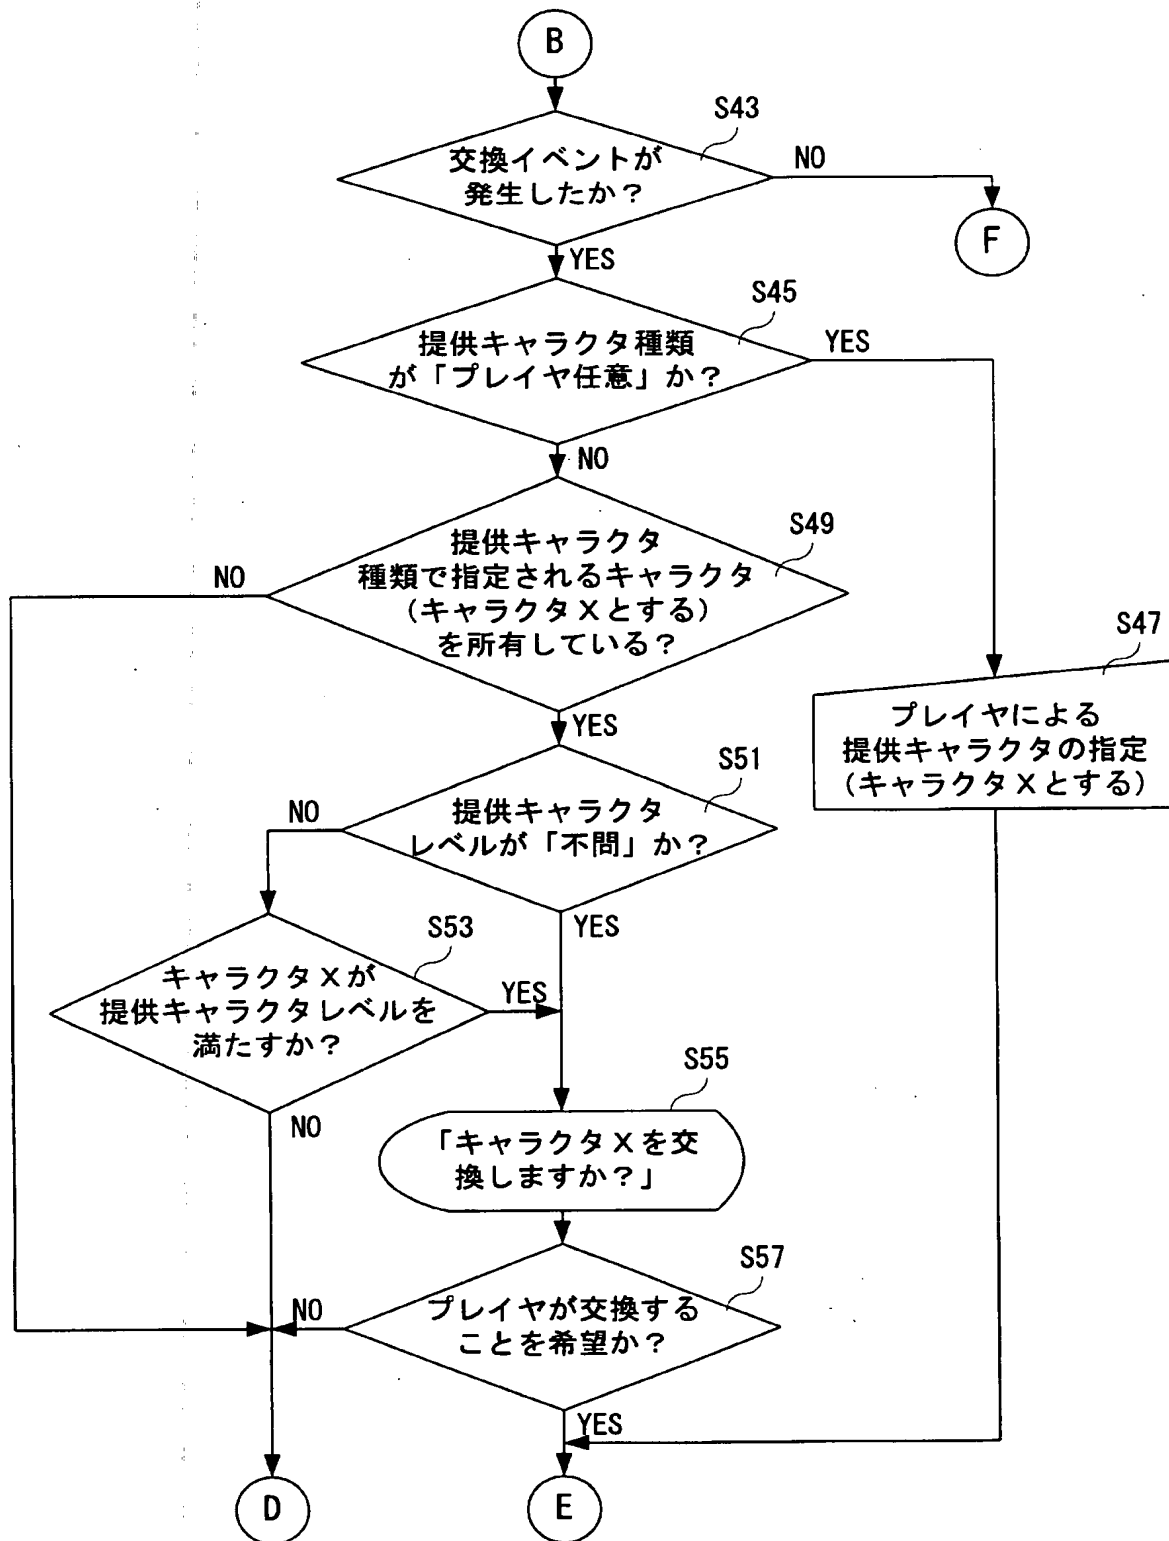 B
S43
交換イベントが
発生したか？
NO
F
YES
S45
提供キャラクタ種類
が「プレイヤ任意」か？
YES
NO
S49
提供キャラクタ
種類で指定されるキャラクタ
（キャラクタXとする）
を所有している？
NO
S47
プレイヤによる
提供キャラクタの指定
（キャラクタXとする）
YES
S51
提供キャラクタ
レベルが「不問」か？
NO
YES
S53
キャラクタXが
提供キャラクタレベルを
満たすか？
YES
NO
S55
「キャラクタXを交
換しますか？」
S57
プレイヤが交換する
ことを希望か？
NO
YES
D
E